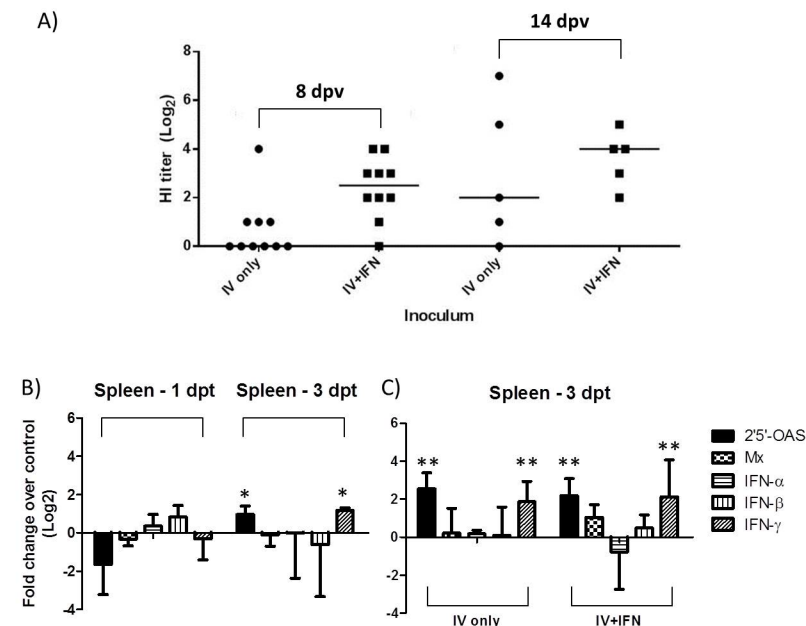 A)
14 dpv
8 dpv
HI titer (Log2)
8
6
4
2
0
IV only
IV+IFN
IV only
IV+IFN
Inoculum
B)
Spleen - 1 dpt
Spleen - 3 dpt
Fold change over control
(Log2)
6
4
2
0
-2
-4
*
*
C)
Spleen - 3 dpt
6
4
2
0
-2
-4
**
**
**
**
IV only
IV+IFN
2'5'-OAS
Mx
IFN-α
IFN-β
IFN-γ